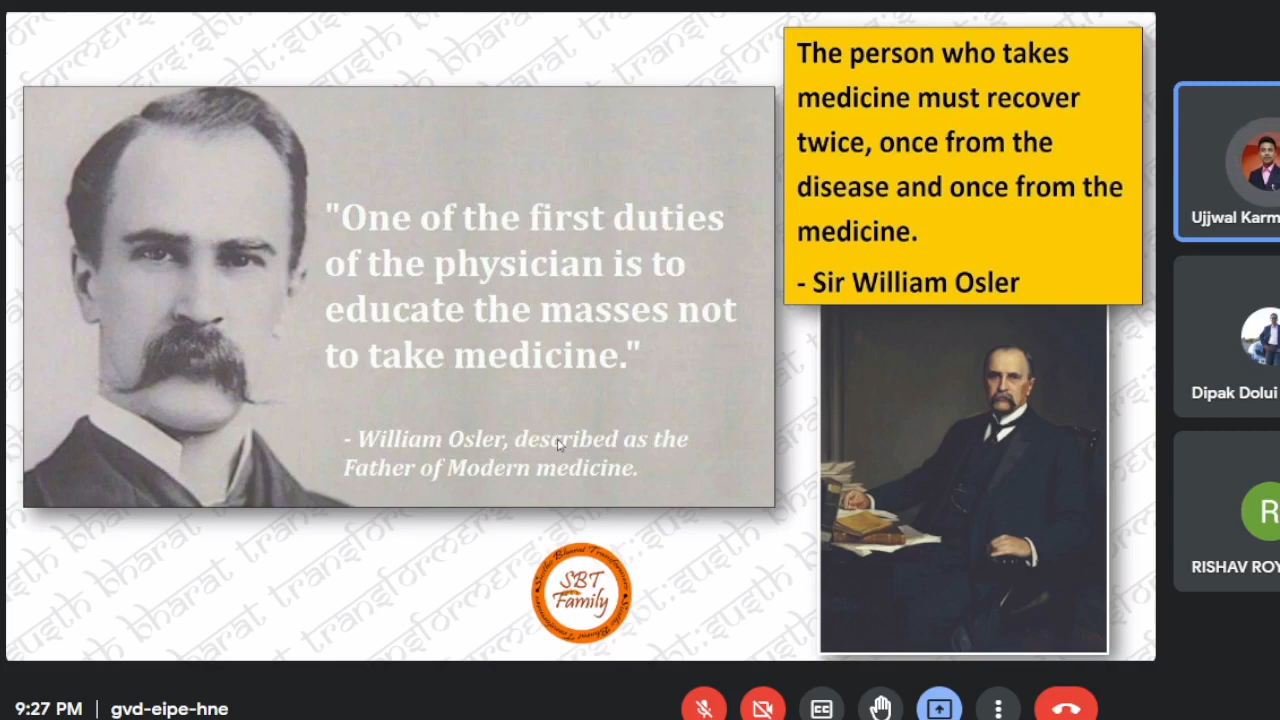 "One of the first duties
of the physician is to
educate the masses not
to take medicine."
- William Osler, described as the
Father of Modern medicine.
The person who takes
medicine must recover
twice, once from the
disease and once from the
medicine.
- Sir William Osler
SBT
Family
Ujjwal Karm
Dipak Dolui
R
RISHAV ROY
9:27 PM | gvd-eipe-hne
CC